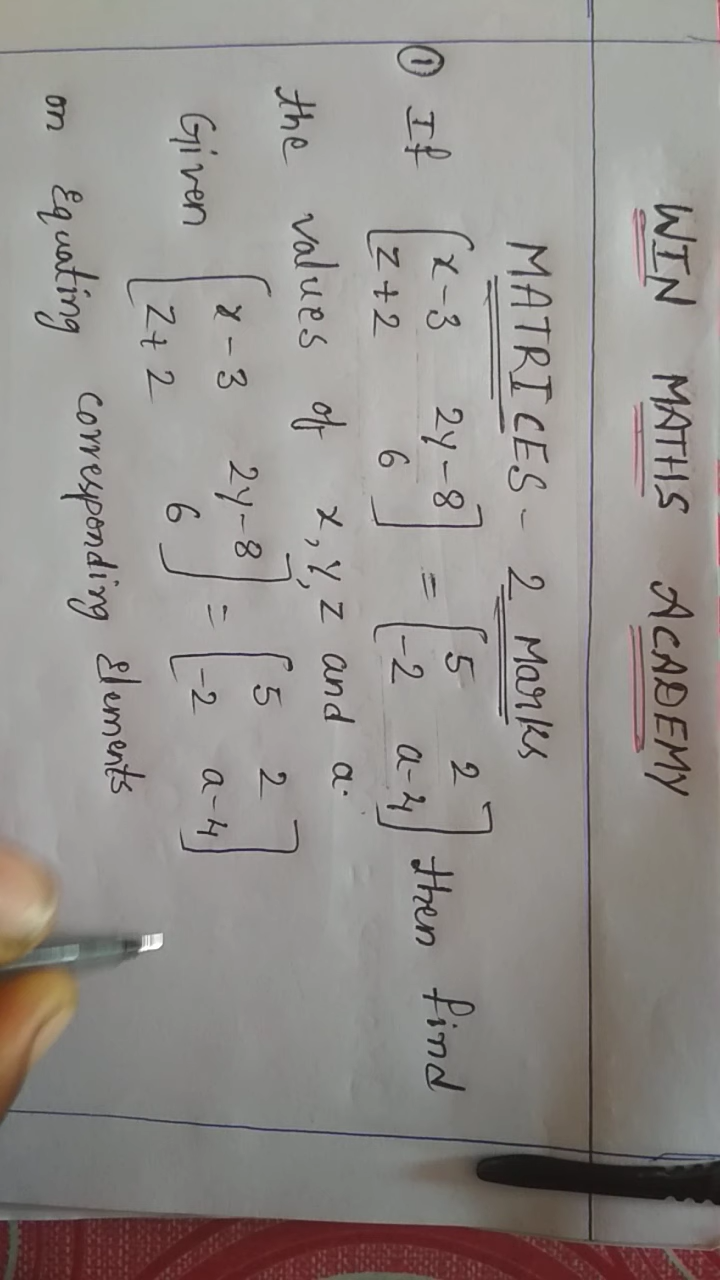 WIN MATHS ACADEMY
MATRICES - 2 Marks
① If [x-3 2y-8] = [5 2] then find
[z+2 6] [-2 a-4]
the values of x, y, z and a.
Given [x-3 2y-8] = [5 2]
[z+2 6] [-2 a-4]
on Equating corresponding Elements